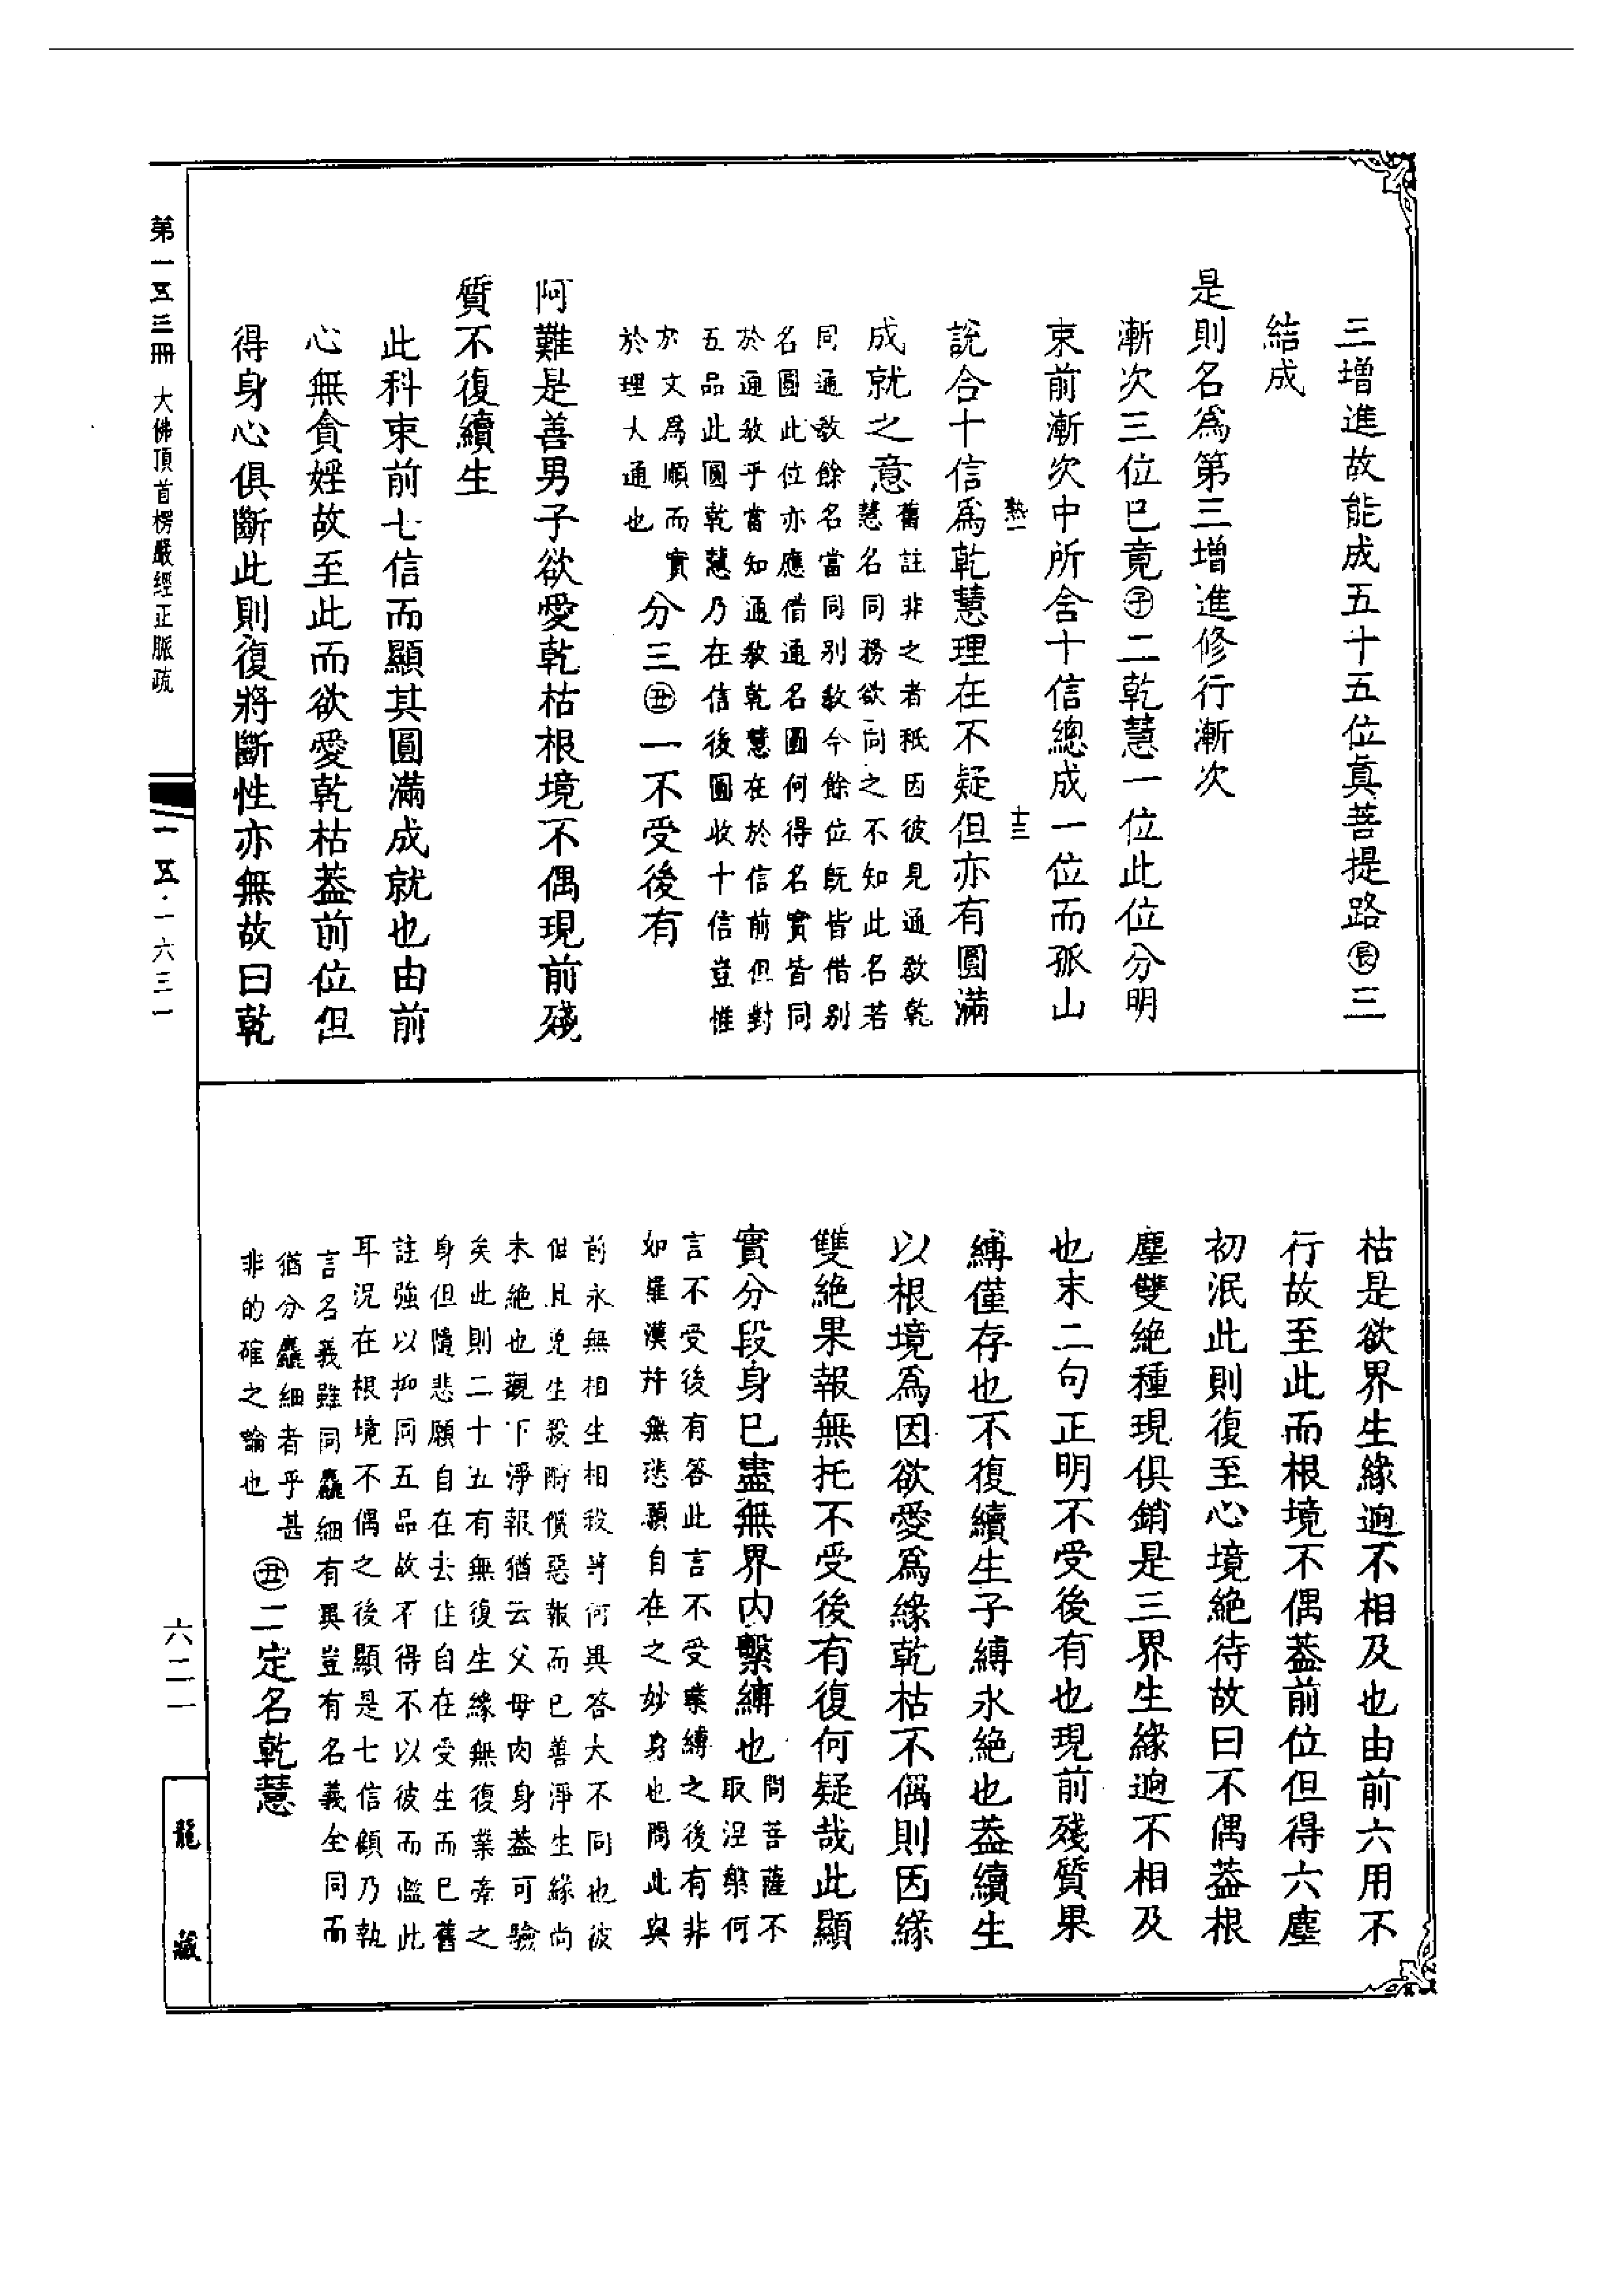 三增進故能成五十五位真菩提路㊂三
結成
是則名爲第三增進修行漸次
漸次三位已竟㋐二乾慧一位此位分明
束前漸次中所含十信總成一位而孤山
說合十信爲乾慧理在不疑但亦有圓滿
成就之意舊註非之者秖因彼見通教乾
慧名同務欲同之不知此名若
同通教餘名當同別教今餘位既皆借別
名圓此位亦應借通名圓何得名實皆同
於通教乎當知通教乾慧在於信前但對
五品此圓乾慧乃在信後圓收十信豈惟
亦文爲順而實
於理大通也
分三丑一不受後有
阿難是善男子欲愛乾枯根境不偶現前殘
質不復續生
此科束前七信而顯其圓滿成就也由前
心無貪婬故至此而欲愛乾枯葢前位但
得身心俱斷此則復將斷性亦無故曰乾
枯是欲界生緣迥不相及也由前六用不
行故至此而根境不偶葢前位但得六塵
初泯此則復至心境絶待故曰不偶葢根
塵雙絶種現俱銷是三界生緣迥不相及
也末二句正明不受後有也現前殘質果
縛僅存也不復續生子縛永絶也葢續生
以根境爲因欲愛爲緣乾枯不偶則因緣
雙絶果報無托不受後有復何疑哉此顯
實分段身已盡無界內繫縛也問菩薩不
取涅槃何
言不受後有答此言不受業縛之後有非
如羅漢并無悲願自在之妙身也問此與
前永無相生相殺等何異答大不同也彼
但且免生殺酧償惡報而已善淨生緣尚
未絶也觀下淨報猶云父母肉身葢可驗
矣此則二十五有無復生緣無復業牽之
身但隨悲願自在去住自在受生而已舊
註強以抑同五品故不得不以彼而濫此
耳況在根境不偶之後顯是七信顧乃執
言名義雖同麤細有異豈有名義全同而
猶分麤細者乎甚
非的確之論也
丑二定名乾慧
熟一
十三
第一五三冊
大佛頂首楞嚴經正脈疏
一五·一六三一
六二一
龍藏